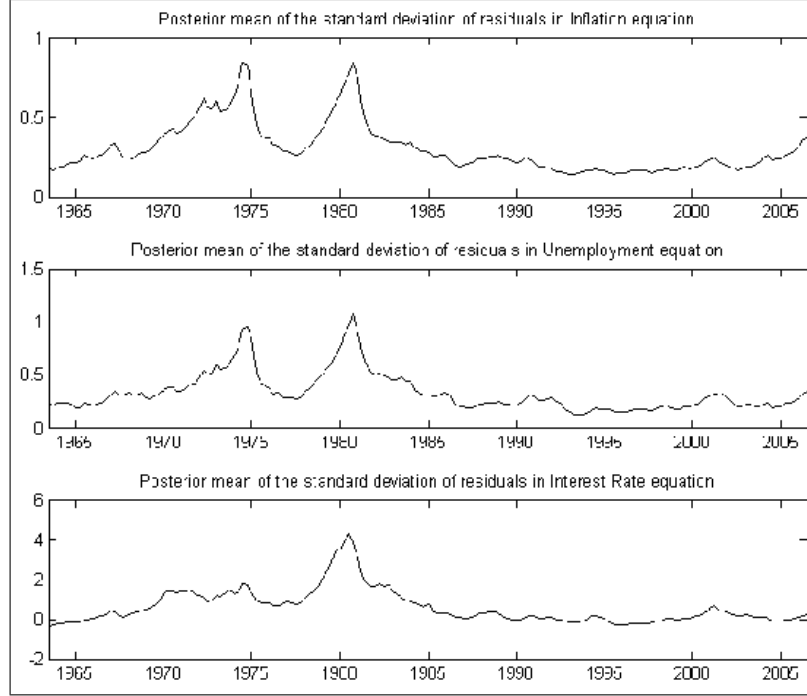 Posterior mean of the standard deviation of residuals in Inflation equation
1
0.5
0
1965 1970 1975 1980 1985 1990 1995 2000 2005
Posterior mean of the standard deviation of residuals in Unemployment equation
1.5
1
0.5
0
1965 1970 1975 1980 1985 1990 1995 2000 2005
Posterior mean of the standard deviation of residuals in Interest Rate equation
6
4
2
0
-2
1965 1970 1975 1980 1985 1990 1995 2000 2005